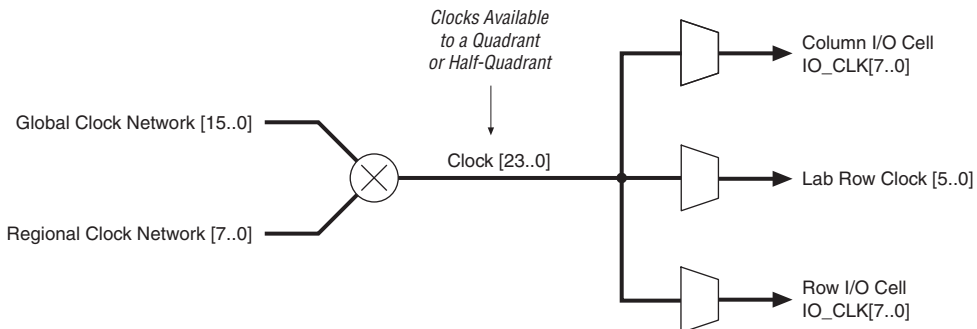 Clocks Available
to a Quadrant
or Half-Quadrant
Column I/O Cell
IO_CLK[7..0]
Global Clock Network [15..0]
Clock [23..0]
Lab Row Clock [5..0]
Regional Clock Network [7..0]
Row I/O Cell
IO_CLK[7..0]